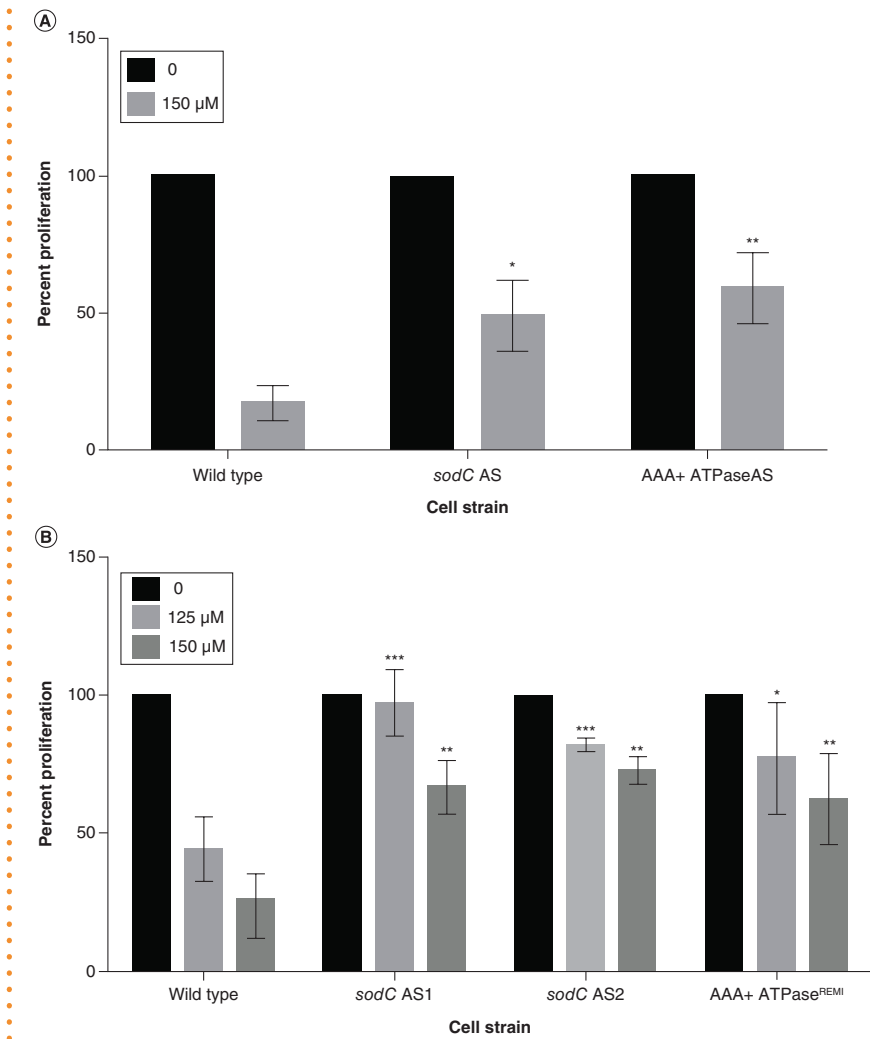 A
150
0
150 µM
100
50
0
Percent proliferation
*
**
Wild type
sodC AS
AAA+ ATPaseAS
Cell strain
B
150
0
125 µM
150 µM
100
50
0
Percent proliferation
***
**
***
**
*
**
Wild type
sodC AS1
sodC AS2
AAA+ ATPaseREMI
Cell strain